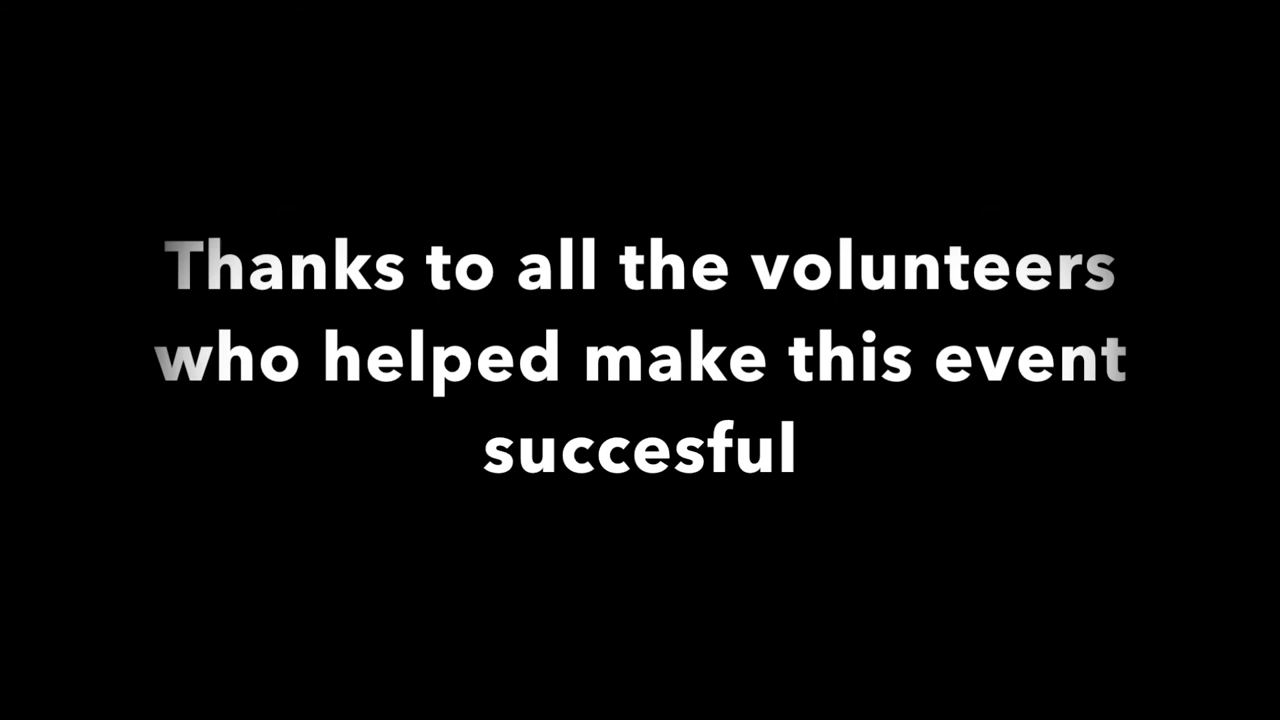 Thanks to all the volunteers
who helped make this event
succesful